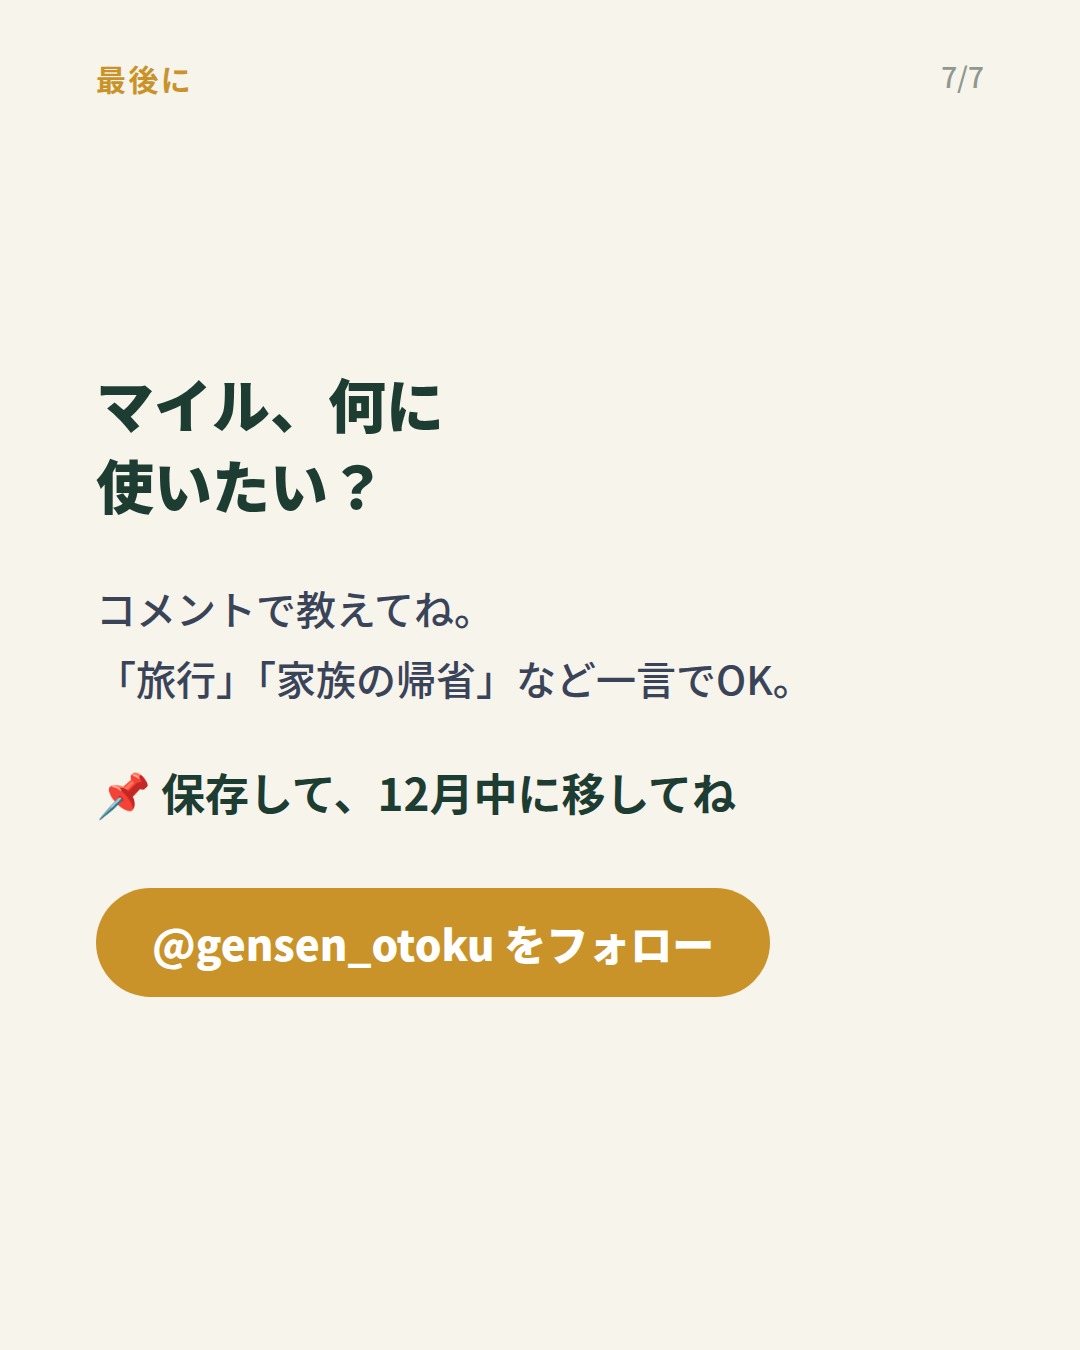 最後に
7/7
マイル、何に
使いたい？
コメントで教えてね。
「旅行」「家族の帰省」など一言でOK。
📌 保存して、12月中に移してね
@gensen_otoku をフォロー